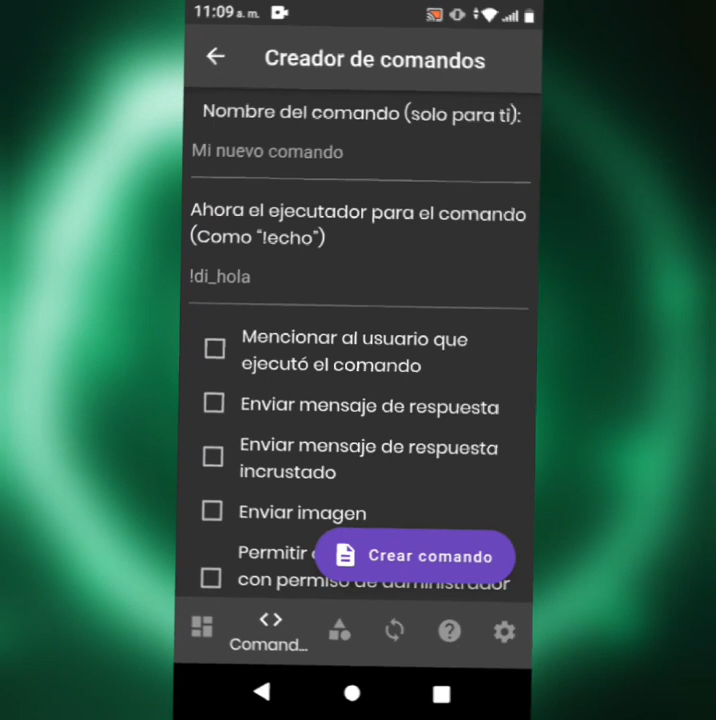 11:09 a. m.
Creador de comandos
Nombre del comando (solo para ti):
Mi nuevo comando
Ahora el ejecutador para el comando
(Como "!echo")
!di_hola
Mencionar al usuario que
ejecutó el comando
Enviar mensaje de respuesta
Enviar mensaje de respuesta
incrustado
Enviar imagen
Permitir
Crear comando
con permiso de administrador
Comand...